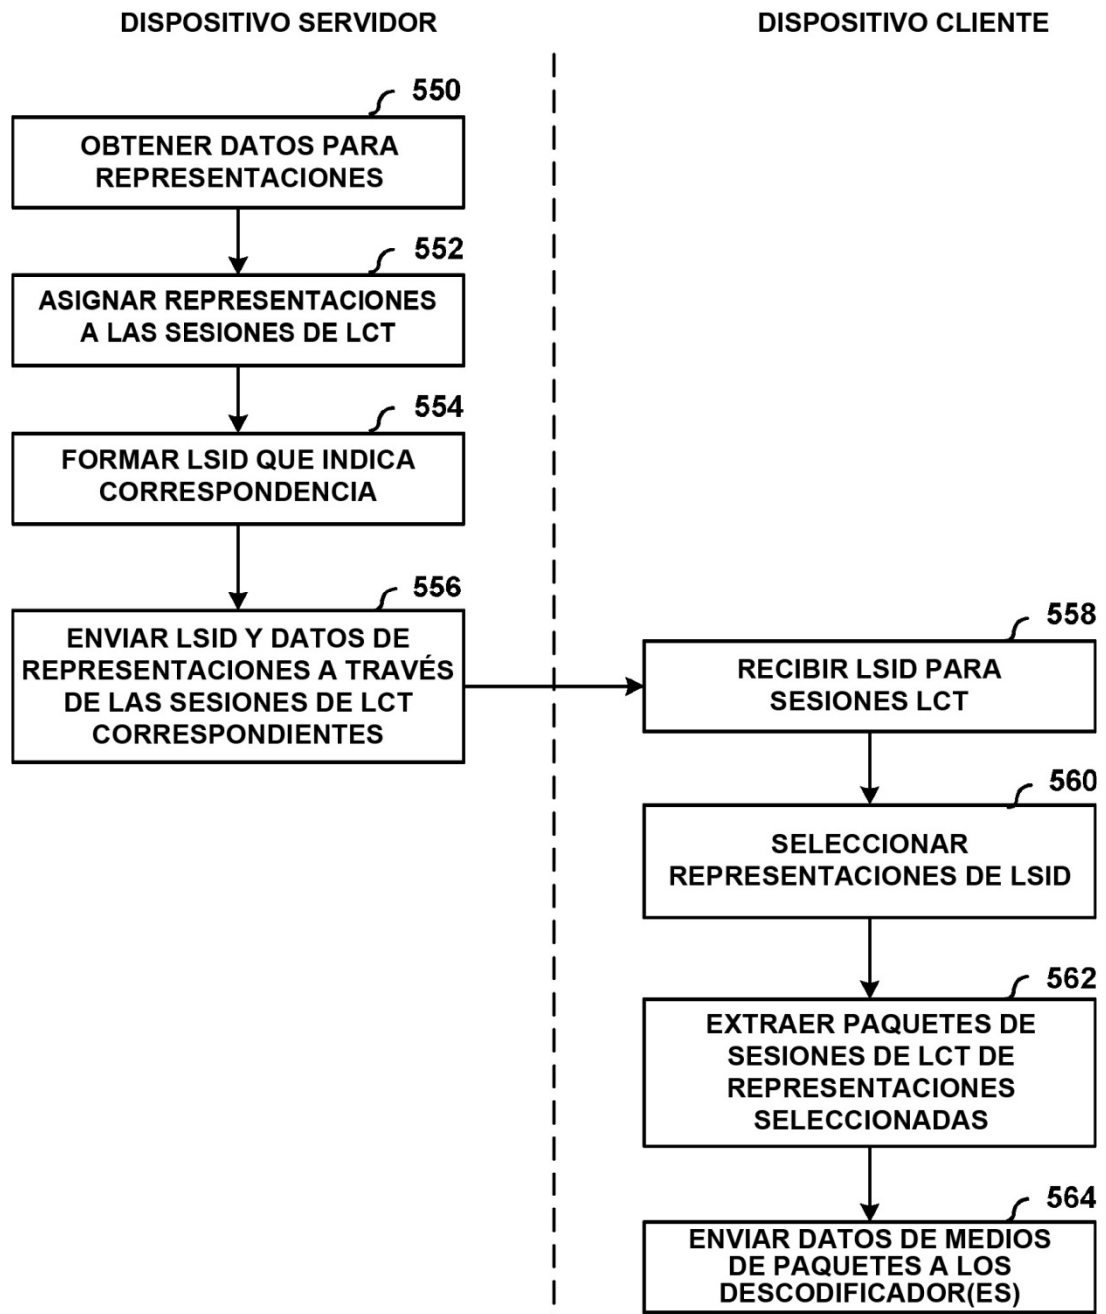 DISPOSITIVO SERVIDOR
DISPOSITIVO CLIENTE
550
OBTENER DATOS PARA
REPRESENTACIONES
552
ASIGNAR REPRESENTACIONES
A LAS SESIONES DE LCT
554
FORMAR LSID QUE INDICA
CORRESPONDENCIA
556
ENVIAR LSID Y DATOS DE
REPRESENTACIONES A TRAVÉS
DE LAS SESIONES DE LCT
CORRESPONDIENTES
558
RECIBIR LSID PARA
SESIONES LCT
560
SELECCIONAR
REPRESENTACIONES DE LSID
562
EXTRAER PAQUETES DE
SESIONES DE LCT DE
REPRESENTACIONES
SELECCIONADAS
564
ENVIAR DATOS DE MEDIOS
DE PAQUETES A LOS
DESCODIFICADOR(ES)